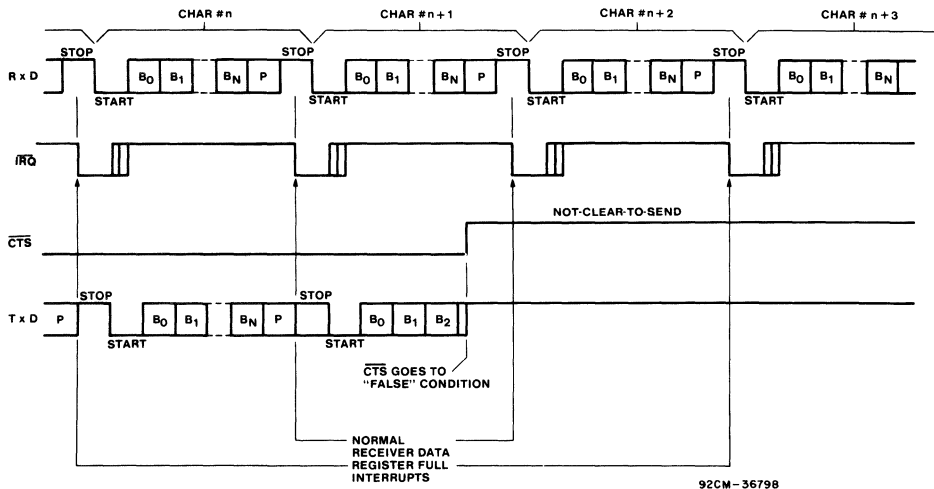 CHAR #n CHAR #n+1 CHAR #n+2 CHAR # n+3
STOP STOP STOP STOP
RxD B0 B1 BN P B0 B1 BN P B0 B1 BN P B0 B1 BN
START START START START
IRQ
NOT-CLEAR-TO-SEND
CTS
STOP STOP
TxD P B0 B1 BN P B0 B1 B2
START START
CTS GOES TO
"FALSE" CONDITION
NORMAL
RECEIVER DATA
REGISTER FULL
INTERRUPTS
92CM-36798